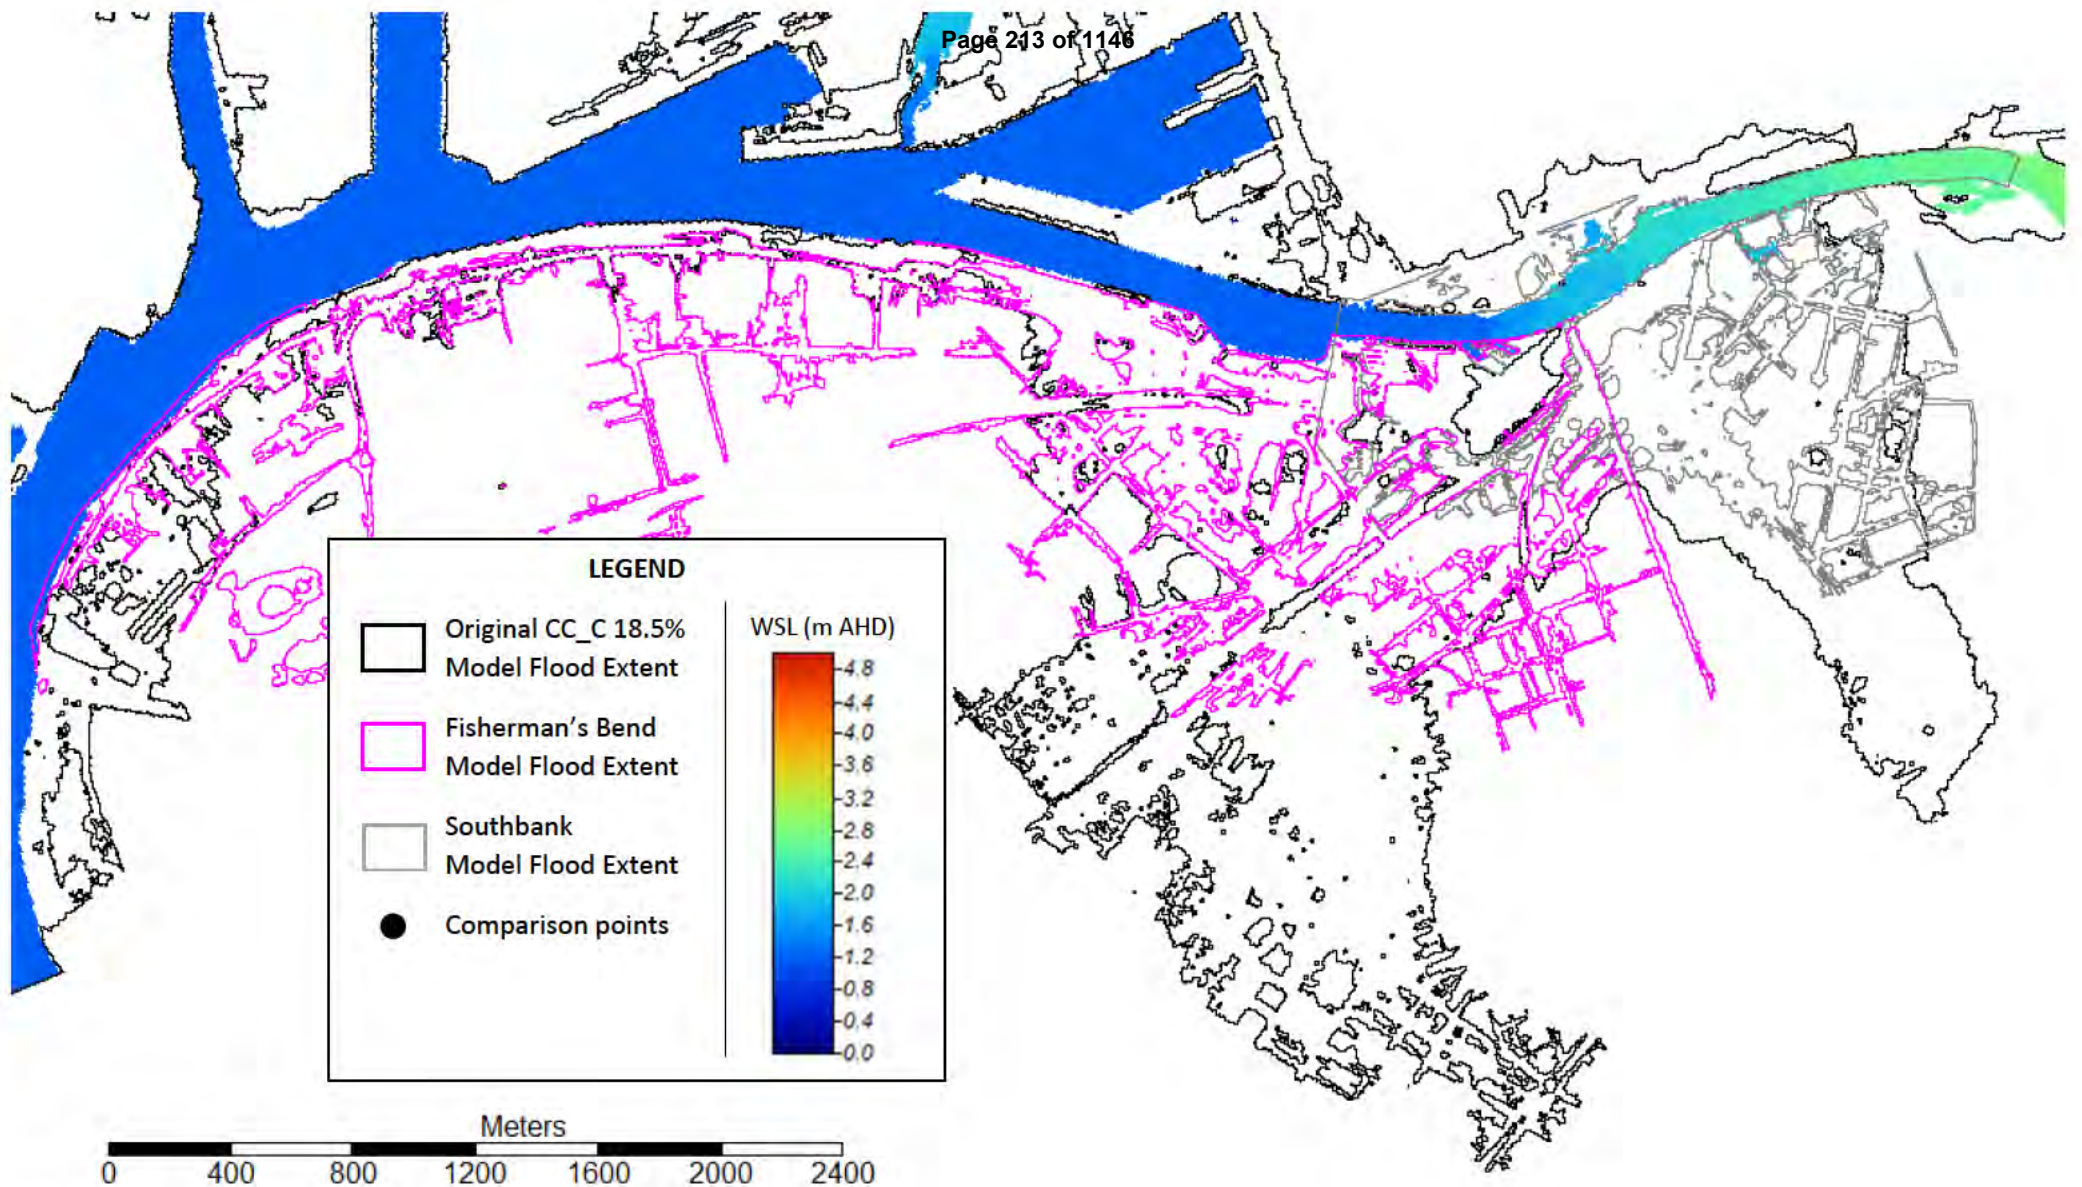 Page 213 of 1146
LEGEND
Original CC_C 18.5%
Model Flood Extent
Fisherman's Bend
Model Flood Extent
Southbank
Model Flood Extent
Comparison points
WSL (m AHD)
4.8
4.4
4.0
3.6
3.2
2.8
2.4
2.0
1.6
1.2
0.8
0.4
0.0
Meters
0 400 800 1200 1600 2000 2400